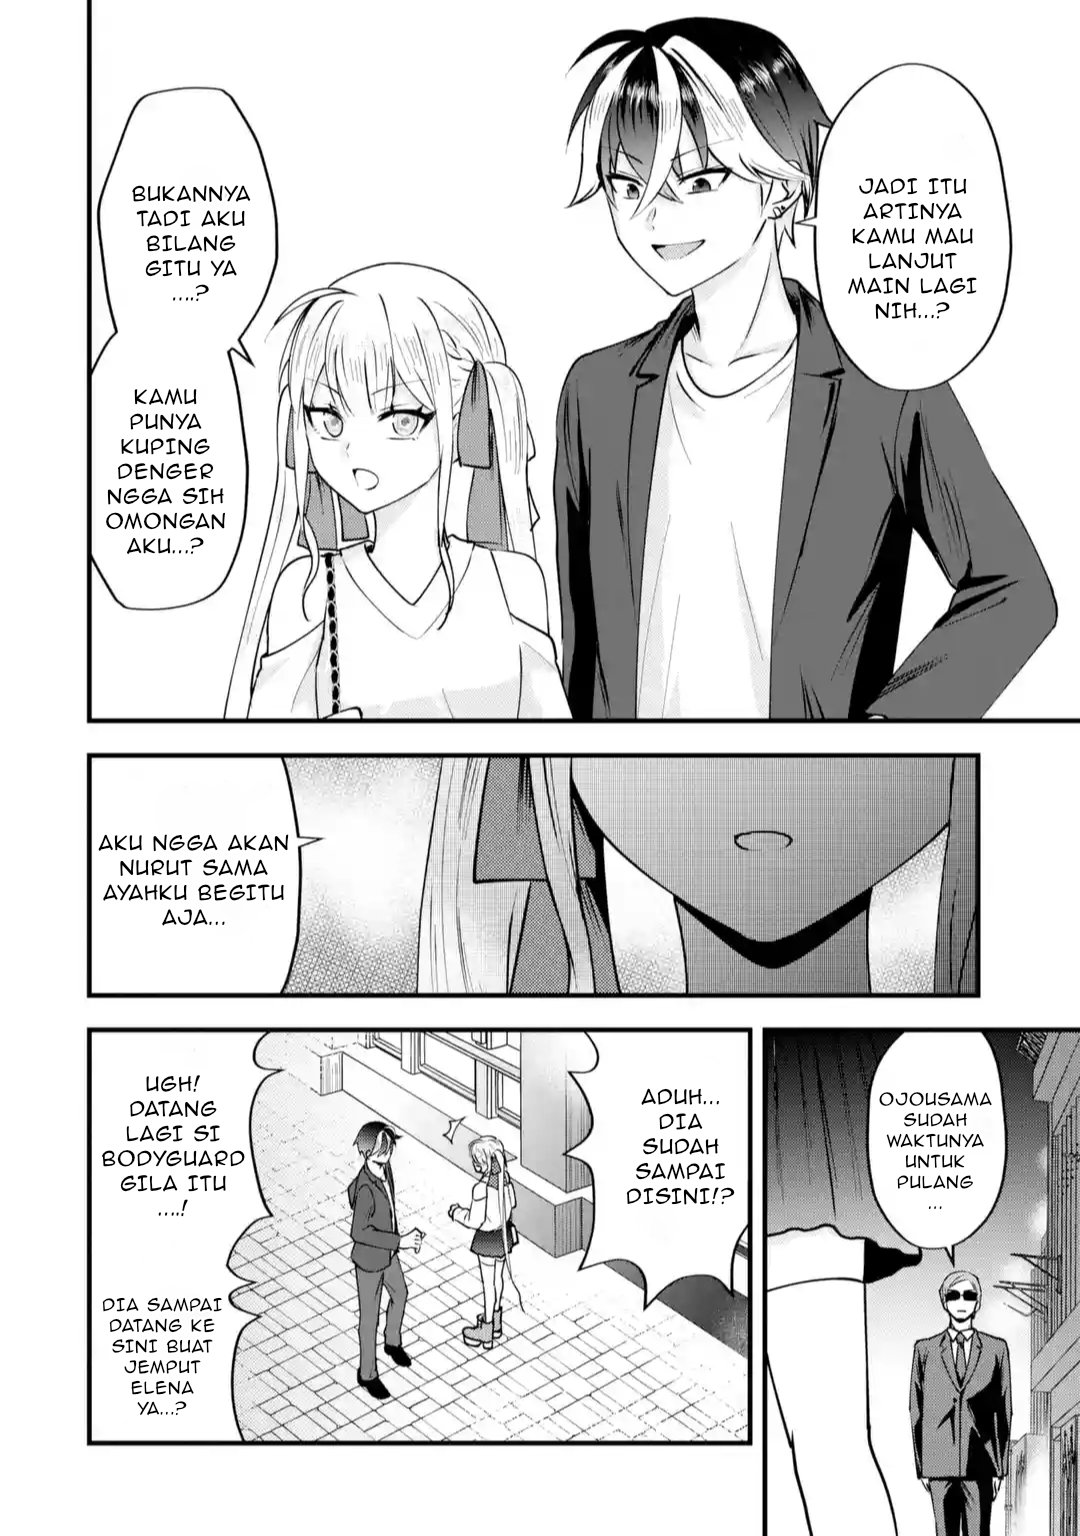 JADI ITU
ARTINYA
KAMU MAU
LANJUT
MAIN LAGI
NIH...?
BUKANNYA
TADI AKU
BILANG
GITU YA
....?
KAMU
PUNYA
KUPING
DENGER
NGGA SIH
OMONGAN
AKU...?
AKU NGGA AKAN
NURUT SAMA
AYAHKU BEGITU
AJA...
OJOUSAMA
SUDAH
WAKTUNYA
UNTUK
PULANG
...
ADUH...
DIA
SUDAH
SAMPAI
DISINI!?
UGH!
DATANG
LAGI SI
BODYGUARD
GILA ITU
....!
DIA SAMPAI
DATANG KE
SINI BUAT
JEMPUT
ELENA
YA...?